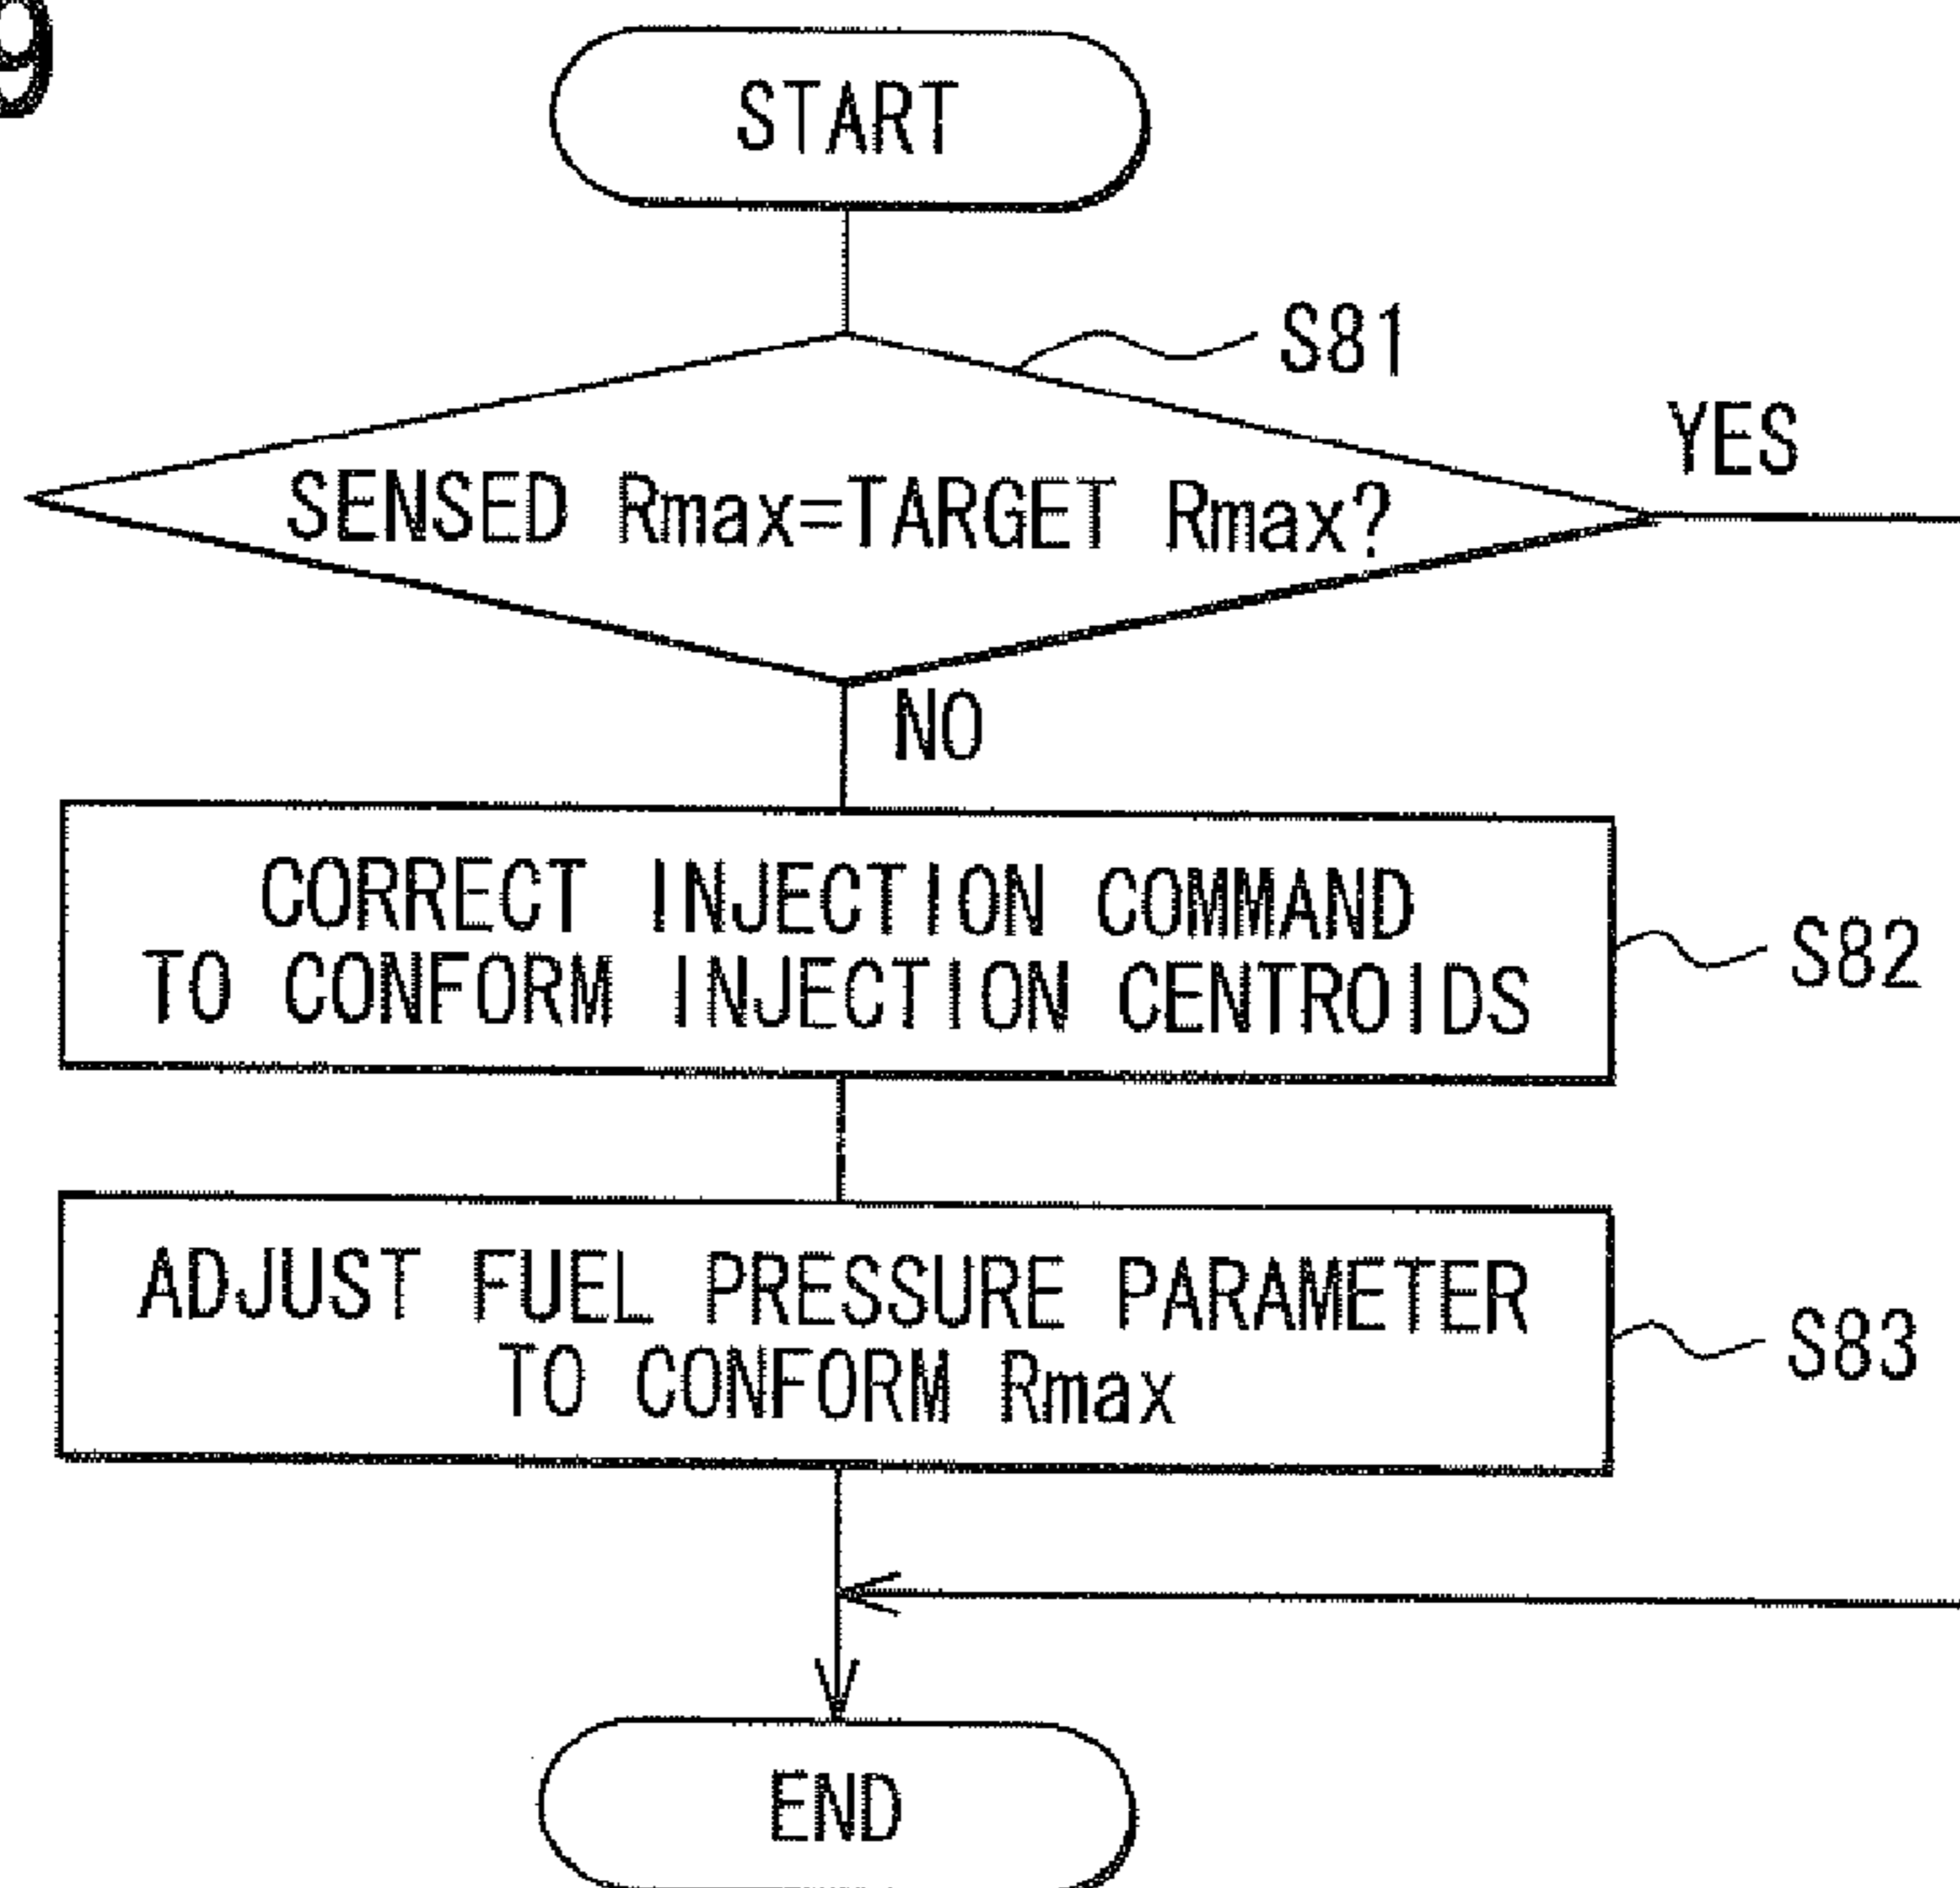 9
START
S81
YES
SENSED Rmax=TARGET Rmax?
NO
CORRECT INJECTION COMMAND
TO CONFORM INJECTION CENTROIDS
S82
ADJUST FUEL PRESSURE PARAMETER
TO CONFORM Rmax
S83
END